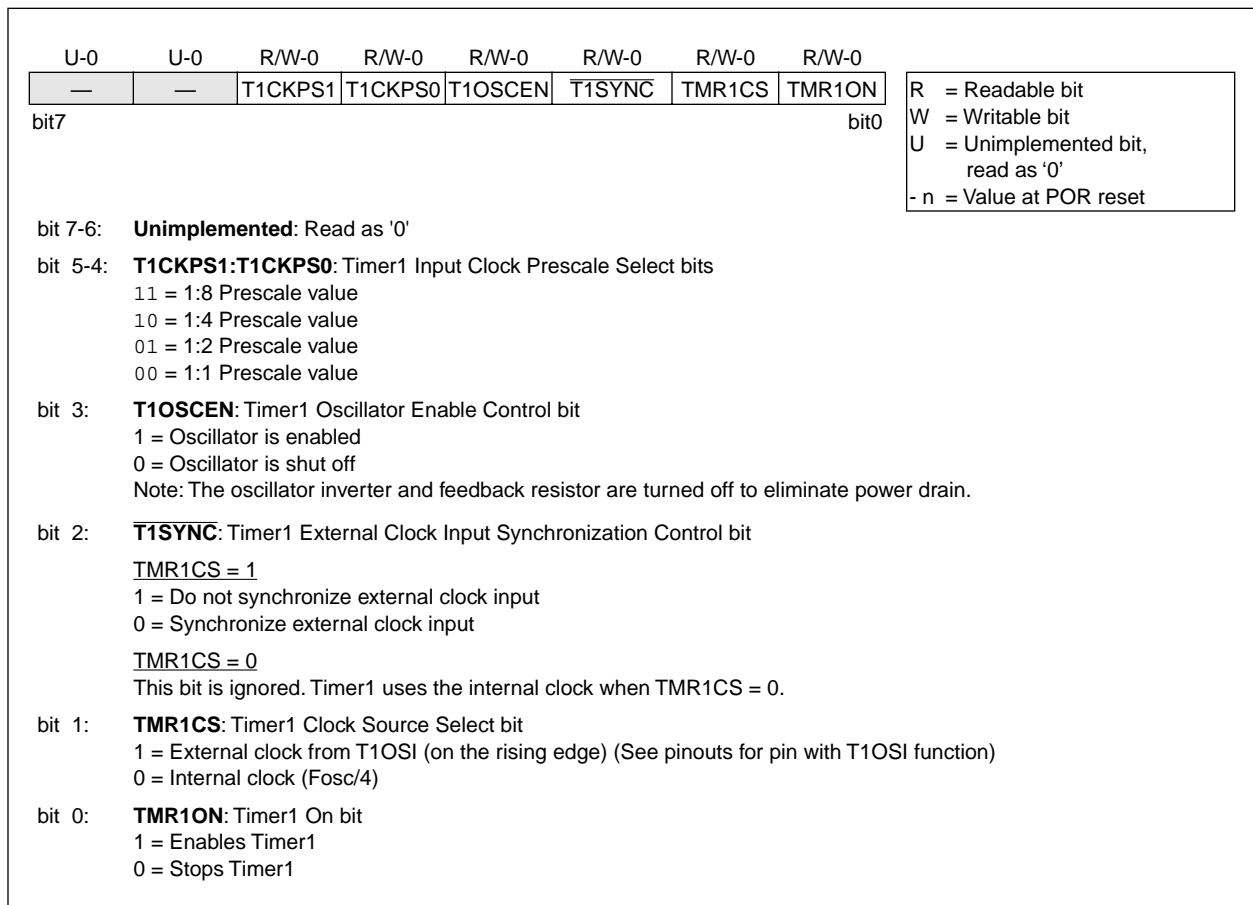 U-0 U-0 R/W-0 R/W-0 R/W-0 R/W-0 R/W-0 R/W-0
— — T1CKPS1 T1CKPS0 T1OSCEN T1SYNC TMR1CS TMR1ON
bit7 bit0
R = Readable bit
W = Writable bit
U = Unimplemented bit,
read as ‘0’
- n = Value at POR reset
bit 7-6: Unimplemented: Read as '0'
bit 5-4: T1CKPS1:T1CKPS0: Timer1 Input Clock Prescale Select bits
11 = 1:8 Prescale value
10 = 1:4 Prescale value
01 = 1:2 Prescale value
00 = 1:1 Prescale value
bit 3: T1OSCEN: Timer1 Oscillator Enable Control bit
1 = Oscillator is enabled
0 = Oscillator is shut off
Note: The oscillator inverter and feedback resistor are turned off to eliminate power drain.
bit 2: T1SYNC: Timer1 External Clock Input Synchronization Control bit
TMR1CS = 1
1 = Do not synchronize external clock input
0 = Synchronize external clock input
TMR1CS = 0
This bit is ignored. Timer1 uses the internal clock when TMR1CS = 0.
bit 1: TMR1CS: Timer1 Clock Source Select bit
1 = External clock from T1OSI (on the rising edge) (See pinouts for pin with T1OSI function)
0 = Internal clock (Fosc/4)
bit 0: TMR1ON: Timer1 On bit
1 = Enables Timer1
0 = Stops Timer1